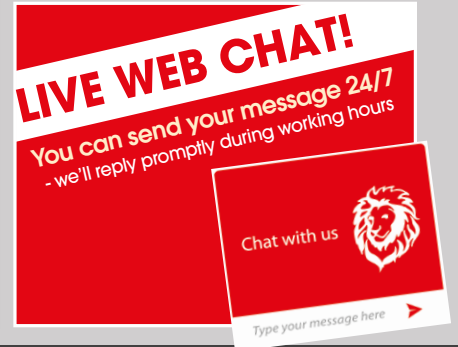 LIVE WEB CHAT!
You can send your message 24/7
- we'll reply promptly during working hours
Chat with us
Type your message here